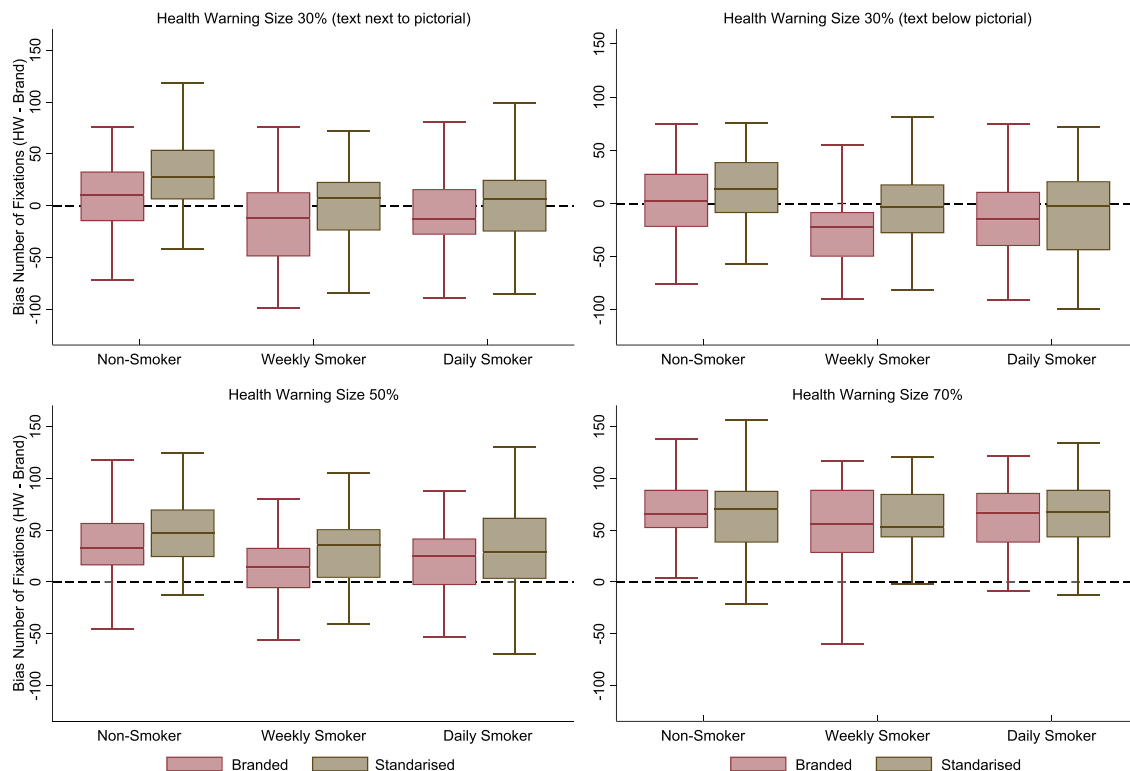 Health Warning Size 30% (text next to pictorial)
Bias Number of Fixations (HW - Brand)
150
100
50
0
-50
-100
Non-Smoker Weekly Smoker Daily Smoker
Health Warning Size 30% (text below pictorial)
150
100
50
0
-50
-100
Non-Smoker Weekly Smoker Daily Smoker
Health Warning Size 50%
Bias Number of Fixations (HW - Brand)
150
100
50
0
-50
-100
Non-Smoker Weekly Smoker Daily Smoker
Branded Standarised
Health Warning Size 70%
150
100
50
0
-50
-100
Non-Smoker Weekly Smoker Daily Smoker
Branded Standarised